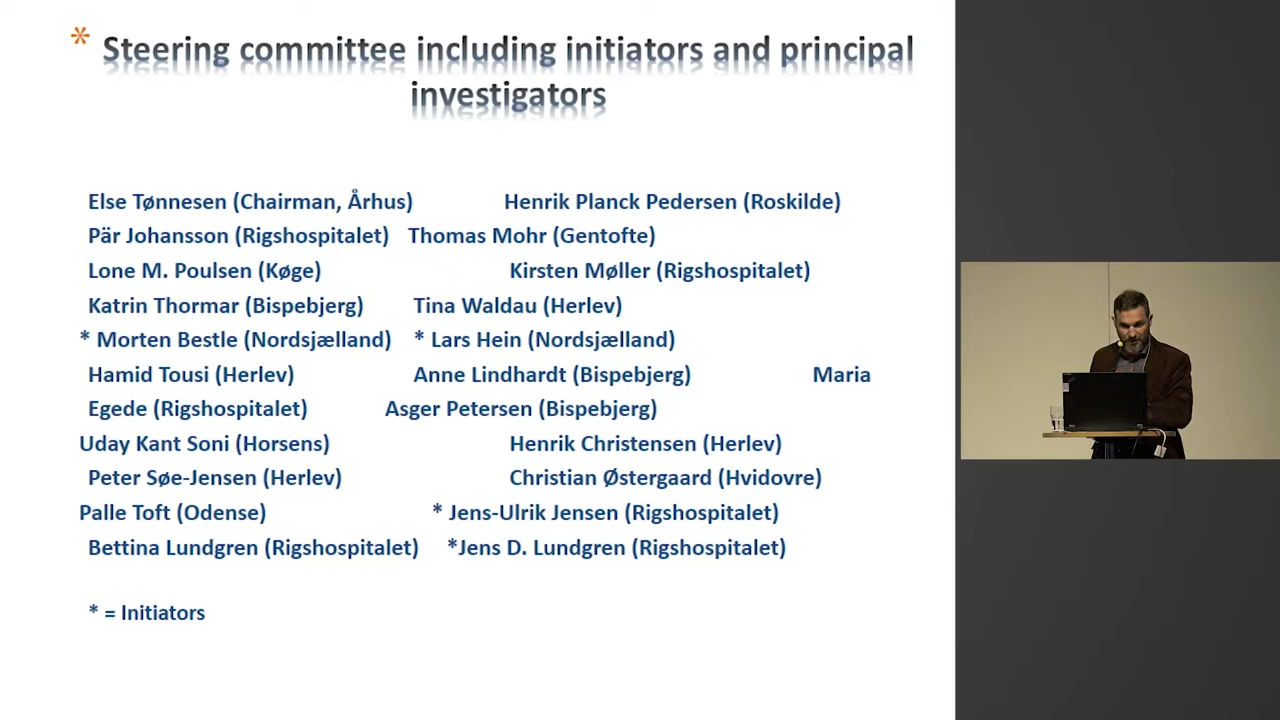 * Steering committee including initiators and principal
investigators
Else Tønnesen (Chairman, Århus) Henrik Planck Pedersen (Roskilde)
Pär Johansson (Rigshospitalet) Thomas Mohr (Gentofte)
Lone M. Poulsen (Køge) Kirsten Møller (Rigshospitalet)
Katrin Thormar (Bispebjerg) Tina Waldau (Herlev)
* Morten Bestle (Nordsjælland) * Lars Hein (Nordsjælland)
Hamid Tousi (Herlev) Anne Lindhardt (Bispebjerg) Maria
Egede (Rigshospitalet) Asger Petersen (Bispebjerg)
Uday Kant Soni (Horsens) Henrik Christensen (Herlev)
Peter Søe-Jensen (Herlev) Christian Østergaard (Hvidovre)
Palle Toft (Odense) * Jens-Ulrik Jensen (Rigshospitalet)
Bettina Lundgren (Rigshospitalet) *Jens D. Lundgren (Rigshospitalet)
* = Initiators